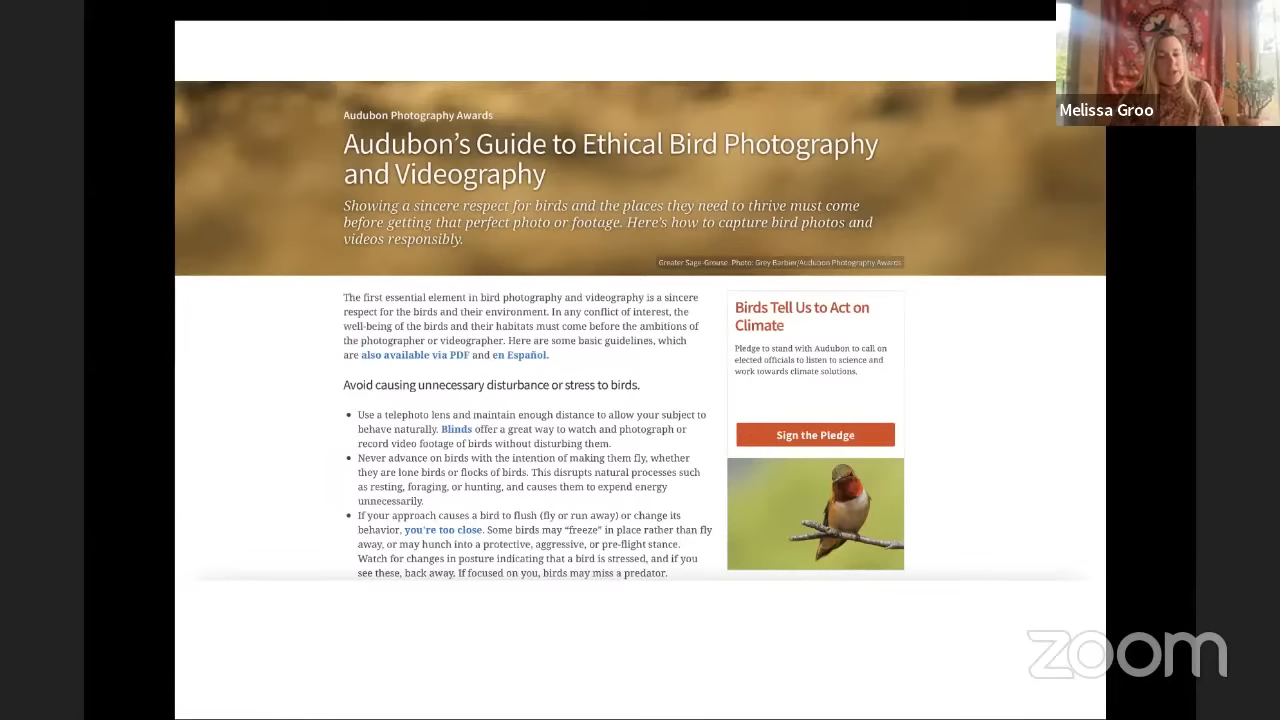 Melissa Groo
Audubon Photography Awards
Audubon's Guide to Ethical Bird Photography
and Videography
Showing a sincere respect for birds and the places they need to thrive must come
before getting that perfect photo or footage. Here's how to capture bird photos and
videos responsibly.
Greater Sage-Grouse. Photo: Grey Barbier/Audubon Photography Awards
The first essential element in bird photography and videography is a sincere
respect for the birds and their environment. In any conflict of interest, the
well-being of the birds and their habitats must come before the ambitions of
the photographer or videographer. Here are some basic guidelines, which
are also available via PDF and en Español.
Avoid causing unnecessary disturbance or stress to birds.
• Use a telephoto lens and maintain enough distance to allow your subject to
behave naturally. Blinds offer a great way to watch and photograph or
record video footage of birds without disturbing them.
• Never advance on birds with the intention of making them fly, whether
they are lone birds or flocks of birds. This disrupts natural processes such
as resting, foraging, or hunting, and causes them to expend energy
unnecessarily.
• If your approach causes a bird to flush (fly or run away) or change its
behavior, you're too close. Some birds may "freeze" in place rather than fly
away, or may hunch into a protective, aggressive, or pre-flight stance.
Watch for changes in posture indicating that a bird is stressed, and if you
see these, back away. If focused on you, birds may miss a predator.
Birds Tell Us to Act on
Climate
Pledge to stand with Audubon to call on
elected officials to listen to science and
work towards climate solutions.
Sign the Pledge
zoom